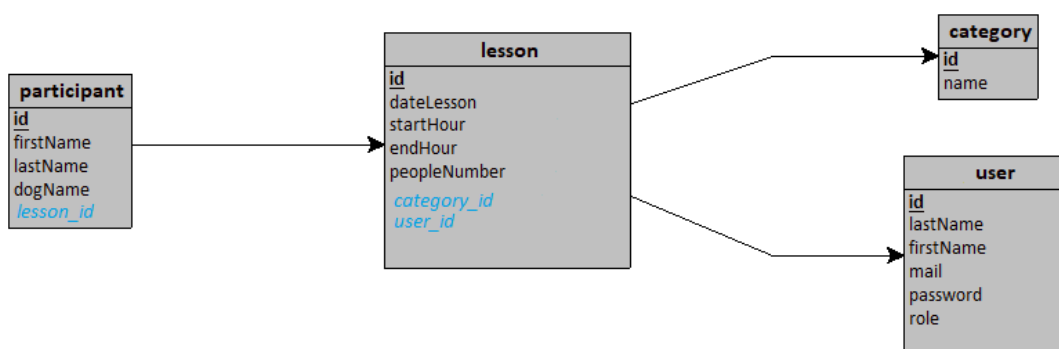 participant
id
firstName
lastName
dogName
lesson_id
lesson
id
dateLesson
startHour
endHour
peopleNumber
category_id
user_id
category
id
name
user
id
lastName
firstName
mail
password
role